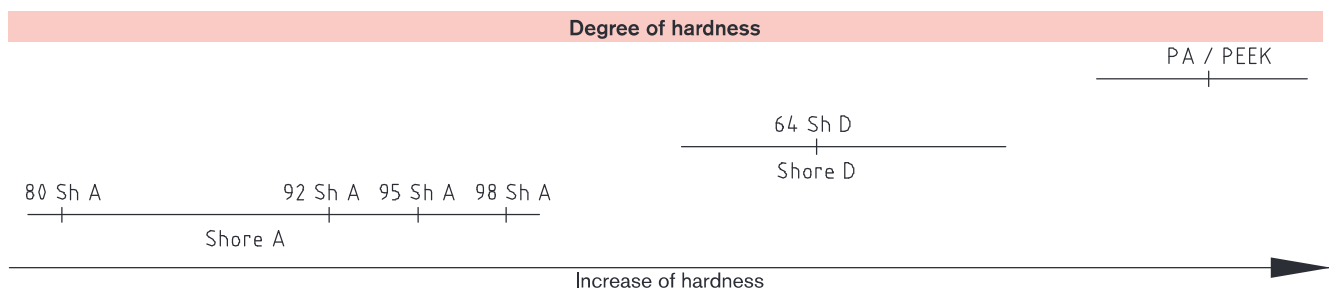 Degree of hardness
PA / PEEK
64 Sh D
Shore D
80 Sh A 92 Sh A 95 Sh A 98 Sh A
Shore A
Increase of hardness